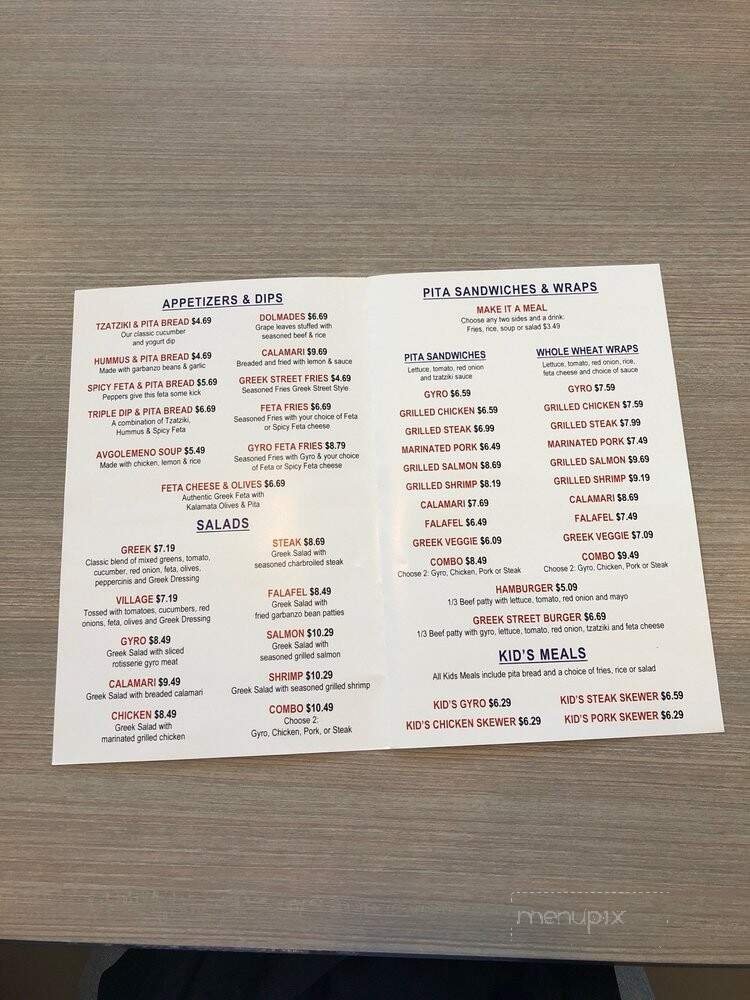 APPETIZERS & DIPS
TZATZIKI & PITA BREAD $4.69
Our classic cucumber
and yogurt dip
HUMMUS & PITA BREAD $4.69
Made with garbanzo beans & garlic
SPICY FETA & PITA BREAD $5.69
Peppers give this feta some kick
TRIPLE DIP & PITA BREAD $6.69
A combination of Tzatziki,
Hummus & Spicy Feta
AVGOLEMENO SOUP $5.49
Made with chicken, lemon & rice
DOLMADES $6.69
Grape leaves stuffed with
seasoned beef & rice
CALAMARI $9.69
Breaded and fried with lemon & sauce
GREEK STREET FRIES $4.69
Seasoned Fries Greek Street Style
FETA FRIES $6.69
Seasoned Fries with your choice of Feta
or Spicy Feta cheese
GYRO FETA FRIES $8.79
Seasoned Fries with Gyro & your choice
of Feta or Spicy Feta cheese
FETA CHEESE & OLIVES $6.69
Authentic Greek Feta with
Kalamata Olives & Pita
SALADS
GREEK $7.19
Classic blend of mixed greens, tomato,
cucumber, red onion, feta, olives,
peppercinis and Greek Dressing
VILLAGE $7.19
Tossed with tomatoes, cucumbers, red
onions, feta, olives and Greek Dressing
GYRO $8.49
Greek Salad with sliced
rotisserie gyro meat
CALAMARI $9.49
Greek Salad with breaded calamari
CHICKEN $8.49
Greek Salad with
marinated grilled chicken
STEAK $8.69
Greek Salad with
seasoned charbroiled steak
FALAFEL $8.49
Greek Salad with
fried garbanzo bean patties
SALMON $10.29
Greek Salad with
seasoned grilled salmon
SHRIMP $10.29
Greek Salad with seasoned grilled shrimp
COMBO $10.49
Choose 2:
Gyro, Chicken, Pork, or Steak
PITA SANDWICHES & WRAPS
MAKE IT A MEAL
Choose any two sides and a drink:
Fries, rice, soup or salad $3.49
PITA SANDWICHES
Lettuce, tomato, red onion
and tzatziki sauce
GYRO $6.59
GRILLED CHICKEN $6.59
GRILLED STEAK $6.99
MARINATED PORK $6.49
GRILLED SALMON $8.69
GRILLED SHRIMP $8.19
CALAMARI $7.69
FALAFEL $6.49
GREEK VEGGIE $6.09
COMBO $8.49
Choose 2: Gyro, Chicken, Pork or Steak
WHOLE WHEAT WRAPS
Lettuce, tomato, red onion, rice,
feta cheese and choice of sauce
GYRO $7.59
GRILLED CHICKEN $7.59
GRILLED STEAK $7.99
MARINATED PORK $7.49
GRILLED SALMON $9.69
GRILLED SHRIMP $9.19
CALAMARI $8.69
FALAFEL $7.49
GREEK VEGGIE $7.09
COMBO $9.49
Choose 2: Gyro, Chicken, Pork or Steak
HAMBURGER $5.09
1/3 Beef patty with lettuce, tomato, red onion and mayo
GREEK STREET BURGER $6.69
1/3 Beef patty with gyro, lettuce, tomato, red onion, tzatziki and feta cheese
KID'S MEALS
All Kids Meals include pita bread and a choice of fries, rice or salad
KID'S GYRO $6.29
KID'S CHICKEN SKEWER $6.29
KID'S STEAK SKEWER $6.59
KID'S PORK SKEWER $6.29
menupix